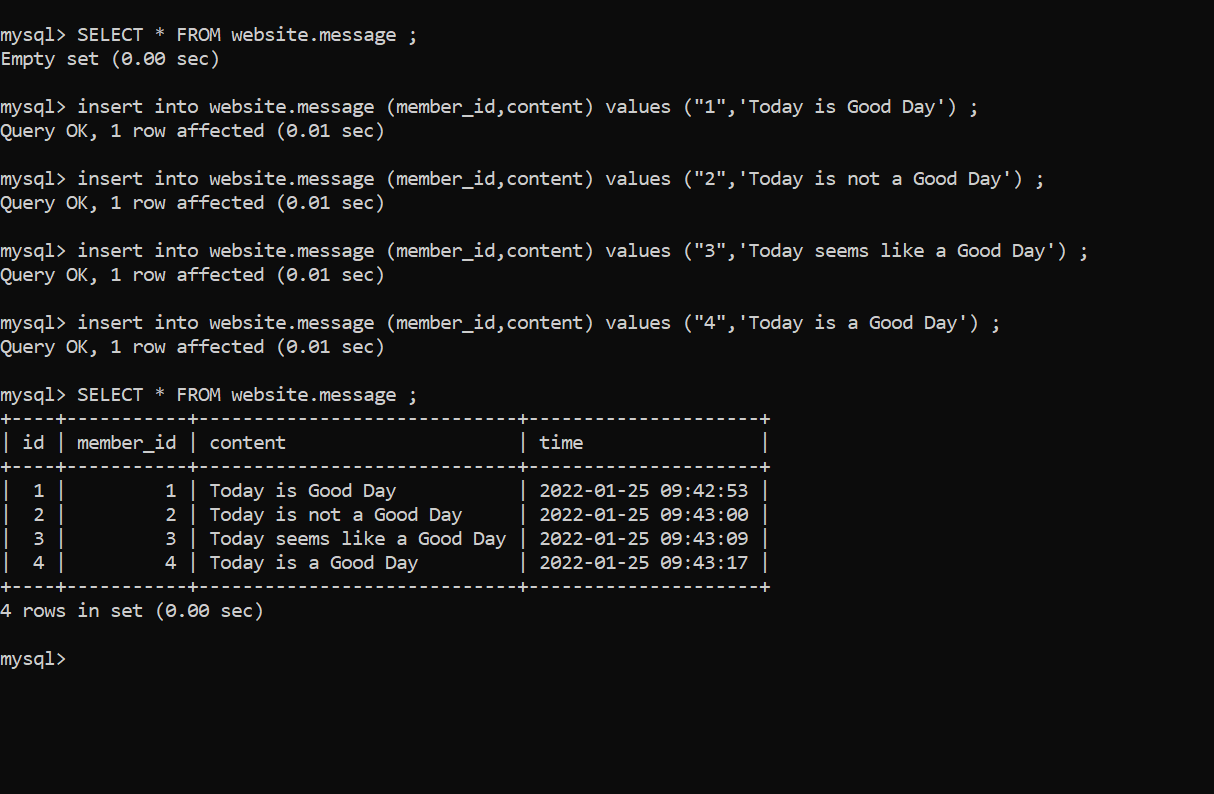 mysql> SELECT * FROM website.message ;
Empty set (0.00 sec)
mysql> insert into website.message (member_id,content) values ("1",'Today is Good Day') ;
Query OK, 1 row affected (0.01 sec)
mysql> insert into website.message (member_id,content) values ("2",'Today is not a Good Day') ;
Query OK, 1 row affected (0.01 sec)
mysql> insert into website.message (member_id,content) values ("3",'Today seems like a Good Day') ;
Query OK, 1 row affected (0.01 sec)
mysql> insert into website.message (member_id,content) values ("4",'Today is a Good Day') ;
Query OK, 1 row affected (0.01 sec)
mysql> SELECT * FROM website.message ;
+----+-----------+-----------------------------+---------------------+
| id | member_id | content                     | time                |
+----+-----------+-----------------------------+---------------------+
|  1 |         1 | Today is Good Day           | 2022-01-25 09:42:53 |
|  2 |         2 | Today is not a Good Day     | 2022-01-25 09:43:00 |
|  3 |         3 | Today seems like a Good Day | 2022-01-25 09:43:09 |
|  4 |         4 | Today is a Good Day         | 2022-01-25 09:43:17 |
+----+-----------+-----------------------------+---------------------+
4 rows in set (0.00 sec)
mysql>